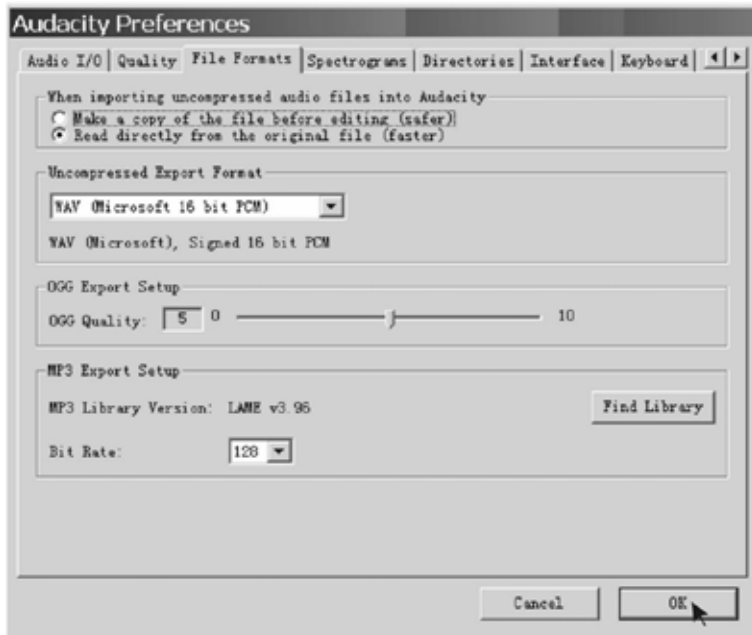 Audacity Preferences
Audio I/O Quality File Formats Spectrograms Directories Interface Keyboard
When importing uncompressed audio files into Audacity
Make a copy of the file before editing (safer)
Read directly from the original file (faster)
Uncompressed Export Format
WAV (Microsoft 16 bit PCM)
WAV (Microsoft), Signed 16 bit PCM
OGG Export Setup
OGG Quality: 5 0 10
MP3 Export Setup
MP3 Library Version: LAME v3.96 Find Library
Bit Rate: 128
Cancel OK